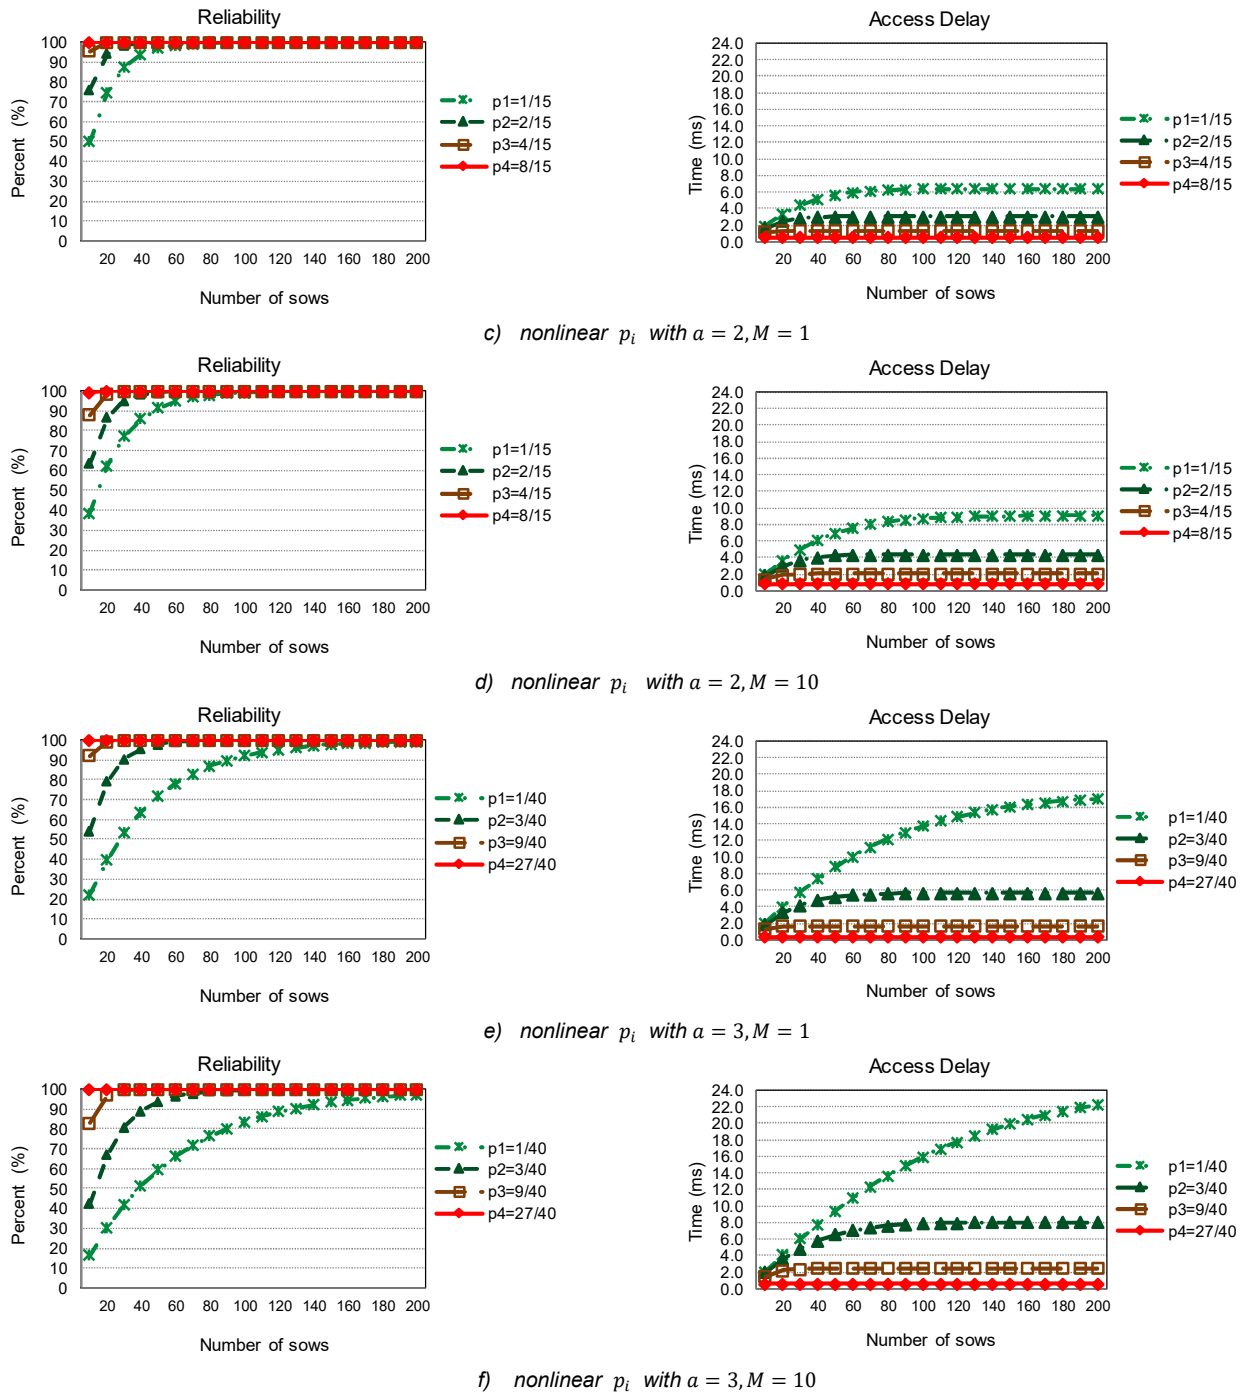 Reliability
Percent (%)
100
90
80
70
60
50
40
30
20
10
0
20 40 60 80 100 120 140 160 180 200
Number of sows
p1=1/15
p2=2/15
p3=4/15
p4=8/15
Access Delay
Time (ms)
24.0
22.0
20.0
18.0
16.0
14.0
12.0
10.0
8.0
6.0
4.0
2.0
0.0
20 40 60 80 100 120 140 160 180 200
Number of sows
p1=1/15
p2=2/15
p3=4/15
p4=8/15
c) nonlinear p_i with a = 2, M = 1
Reliability
Percent (%)
100
90
80
70
60
50
40
30
20
10
0
20 40 60 80 100 120 140 160 180 200
Number of sows
p1=1/15
p2=2/15
p3=4/15
p4=8/15
Access Delay
Time (ms)
24.0
22.0
20.0
18.0
16.0
14.0
12.0
10.0
8.0
6.0
4.0
2.0
0.0
20 40 60 80 100 120 140 160 180 200
Number of sows
p1=1/15
p2=2/15
p3=4/15
p4=8/15
d) nonlinear p_i with a = 2, M = 10
Reliability
Percent (%)
100
90
80
70
60
50
40
30
20
10
0
20 40 60 80 100 120 140 160 180 200
Number of sows
p1=1/40
p2=3/40
p3=9/40
p4=27/40
Access Delay
Time (ms)
24.0
22.0
20.0
18.0
16.0
14.0
12.0
10.0
8.0
6.0
4.0
2.0
0.0
20 40 60 80 100 120 140 160 180 200
Number of sows
p1=1/40
p2=3/40
p3=9/40
p4=27/40
e) nonlinear p_i with a = 3, M = 1
Reliability
Percent (%)
100
90
80
70
60
50
40
30
20
10
0
20 40 60 80 100 120 140 160 180 200
Number of sows
p1=1/40
p2=3/40
p3=9/40
p4=27/40
Access Delay
Time (ms)
24.0
22.0
20.0
18.0
16.0
14.0
12.0
10.0
8.0
6.0
4.0
2.0
0.0
20 40 60 80 100 120 140 160 180 200
Number of sows
p1=1/40
p2=3/40
p3=9/40
p4=27/40
f) nonlinear p_i with a = 3, M = 10